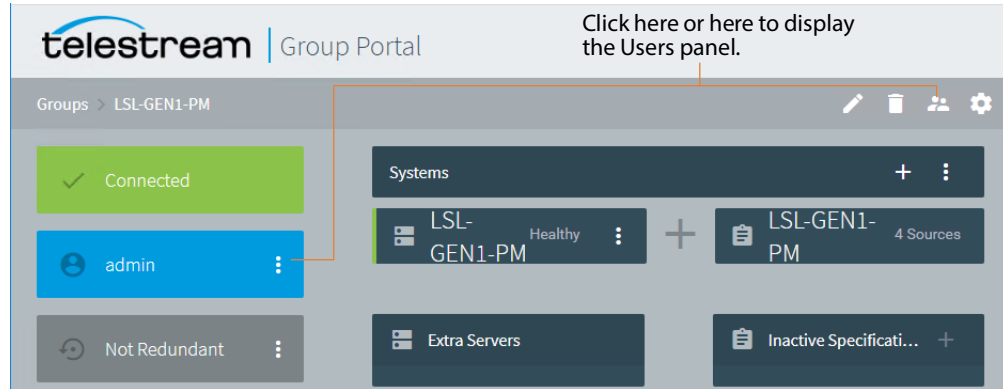 telestream | Group Portal
Click here or here to display
the Users panel.
Groups > LSL-GEN1-PM
Connected
Systems
admin
LSL-
GEN1-PM
Healthy
LSL-GEN1-
PM
4 Sources
Not Redundant
Extra Servers
Inactive Specificati...